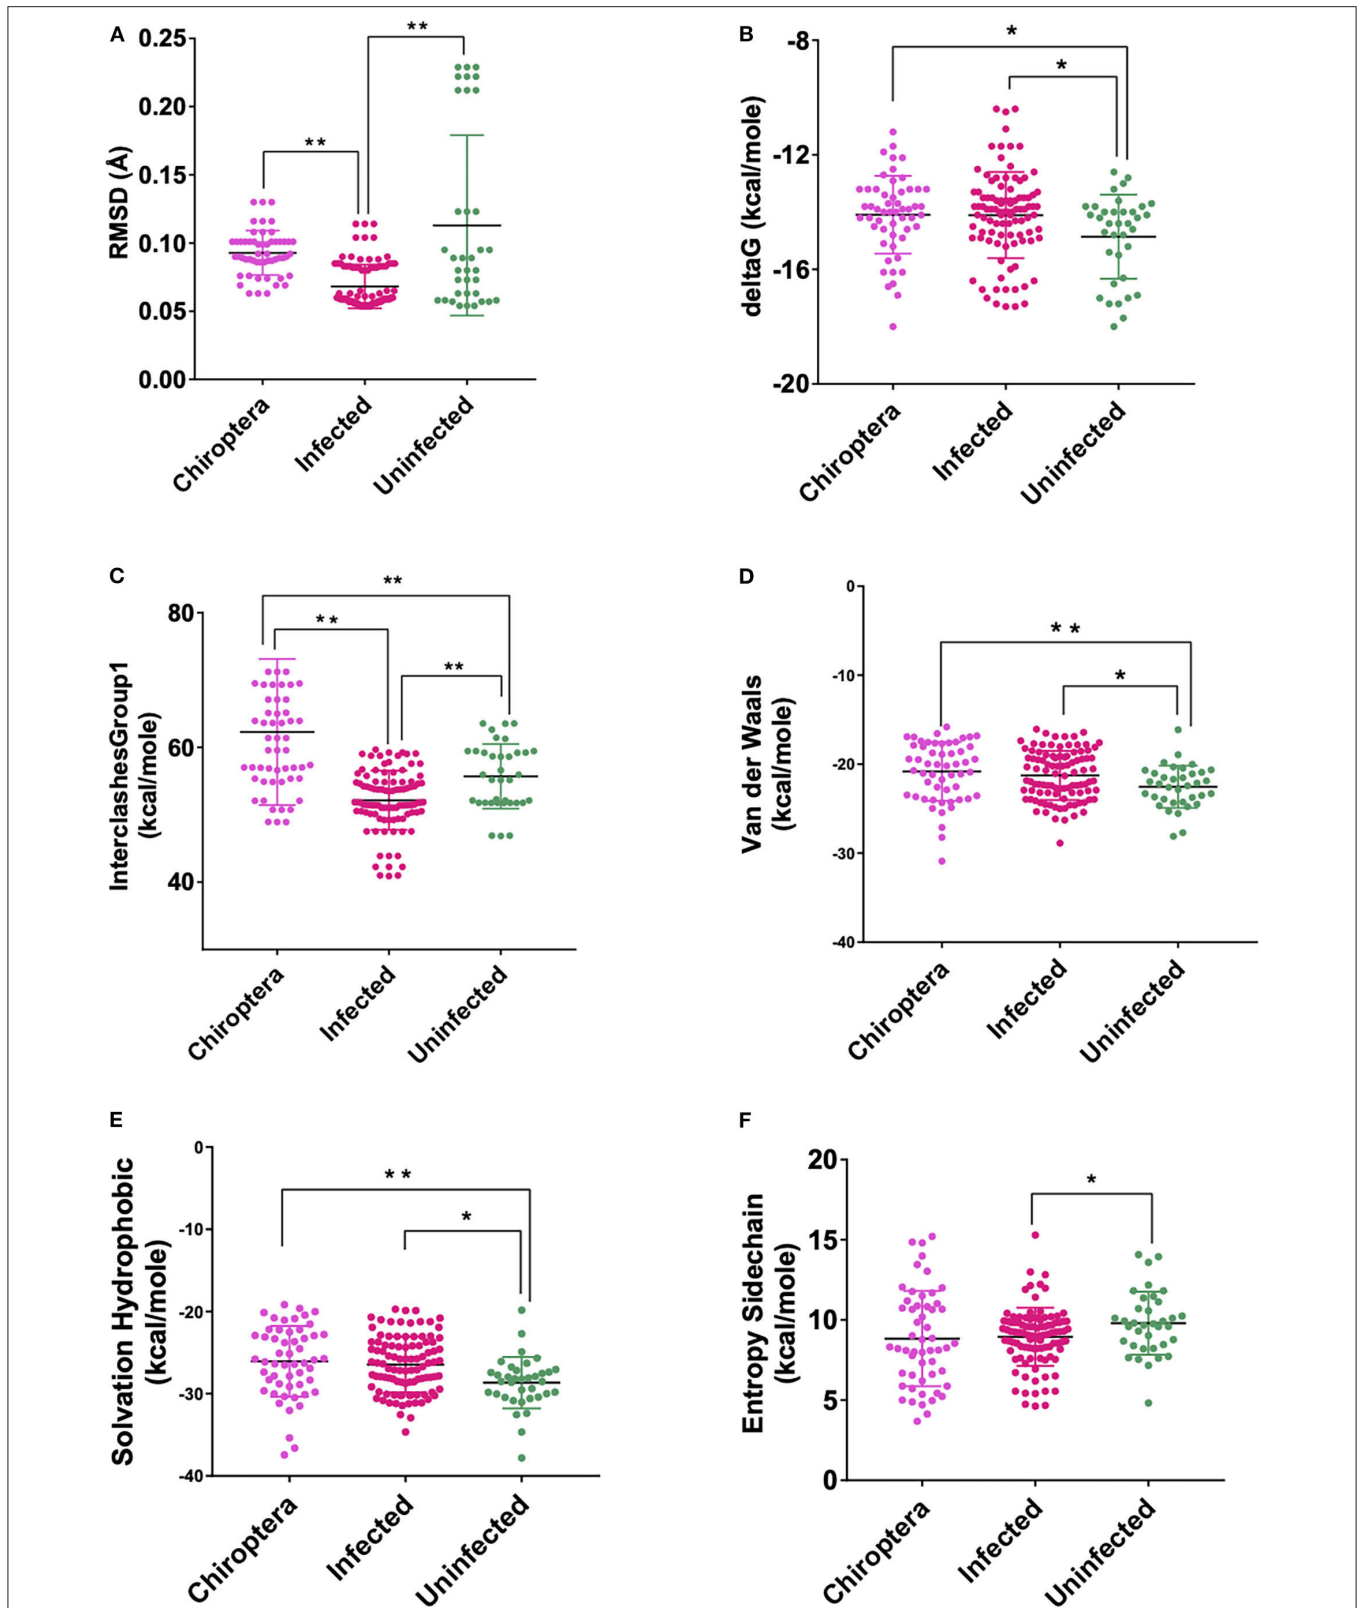 A
RMSD (Å)
0.25
0.20
0.15
0.10
0.05
0.00
**
**
Chiroptera
Infected
Uninfected
B
deltaG (kcal/mole)
-8
-12
-16
-20
*
*
Chiroptera
Infected
Uninfected
C
InterclashesGroup1
(kcal/mole)
80
60
40
**
**
**
Chiroptera
Infected
Uninfected
D
Van der Waals
(kcal/mole)
0
-10
-20
-30
-40
**
*
Chiroptera
Infected
Uninfected
E
Solvation Hydrophobic
(kcal/mole)
0
-10
-20
-30
-40
**
*
Chiroptera
Infected
Uninfected
F
Entropy Sidechain
(kcal/mole)
20
15
10
5
0
*
Chiroptera
Infected
Uninfected